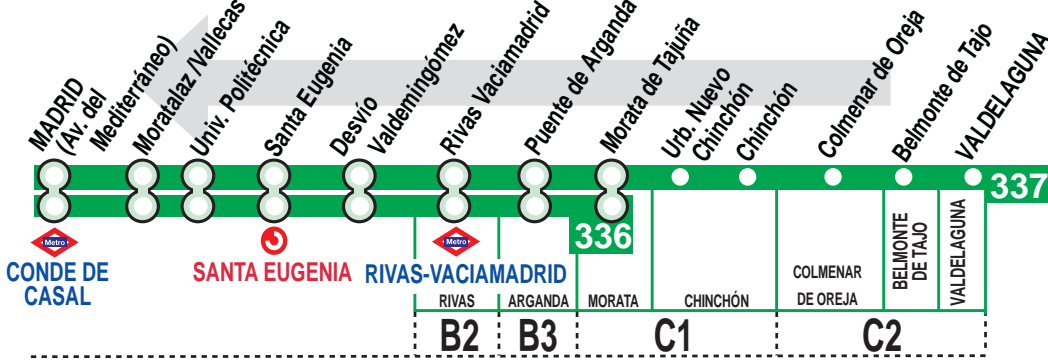 MADRID
(Av. del
Mediterráneo)
Moratalaz /Vallecas
Univ. Politécnica
Santa Eugenia
Desvío
Valdemingómez
Rivas Vaciamadrid
Puente de Arganda
Morata de Tajuña
Urb. Nuevo
Chinchón
Chinchón
Colmenar de Oreja
Belmonte de Tajo
VALDELAGUNA
337
336
Metro
CONDE DE
CASAL
SANTA EUGENIA
Metro
RIVAS-VACIAMADRID
RIVAS
ARGANDA
MORATA
CHINCHÓN
COLMENAR
DE OREJA
BELMONTE
DE TAJO
VALDELAGUNA
B2
B3
C1
C2